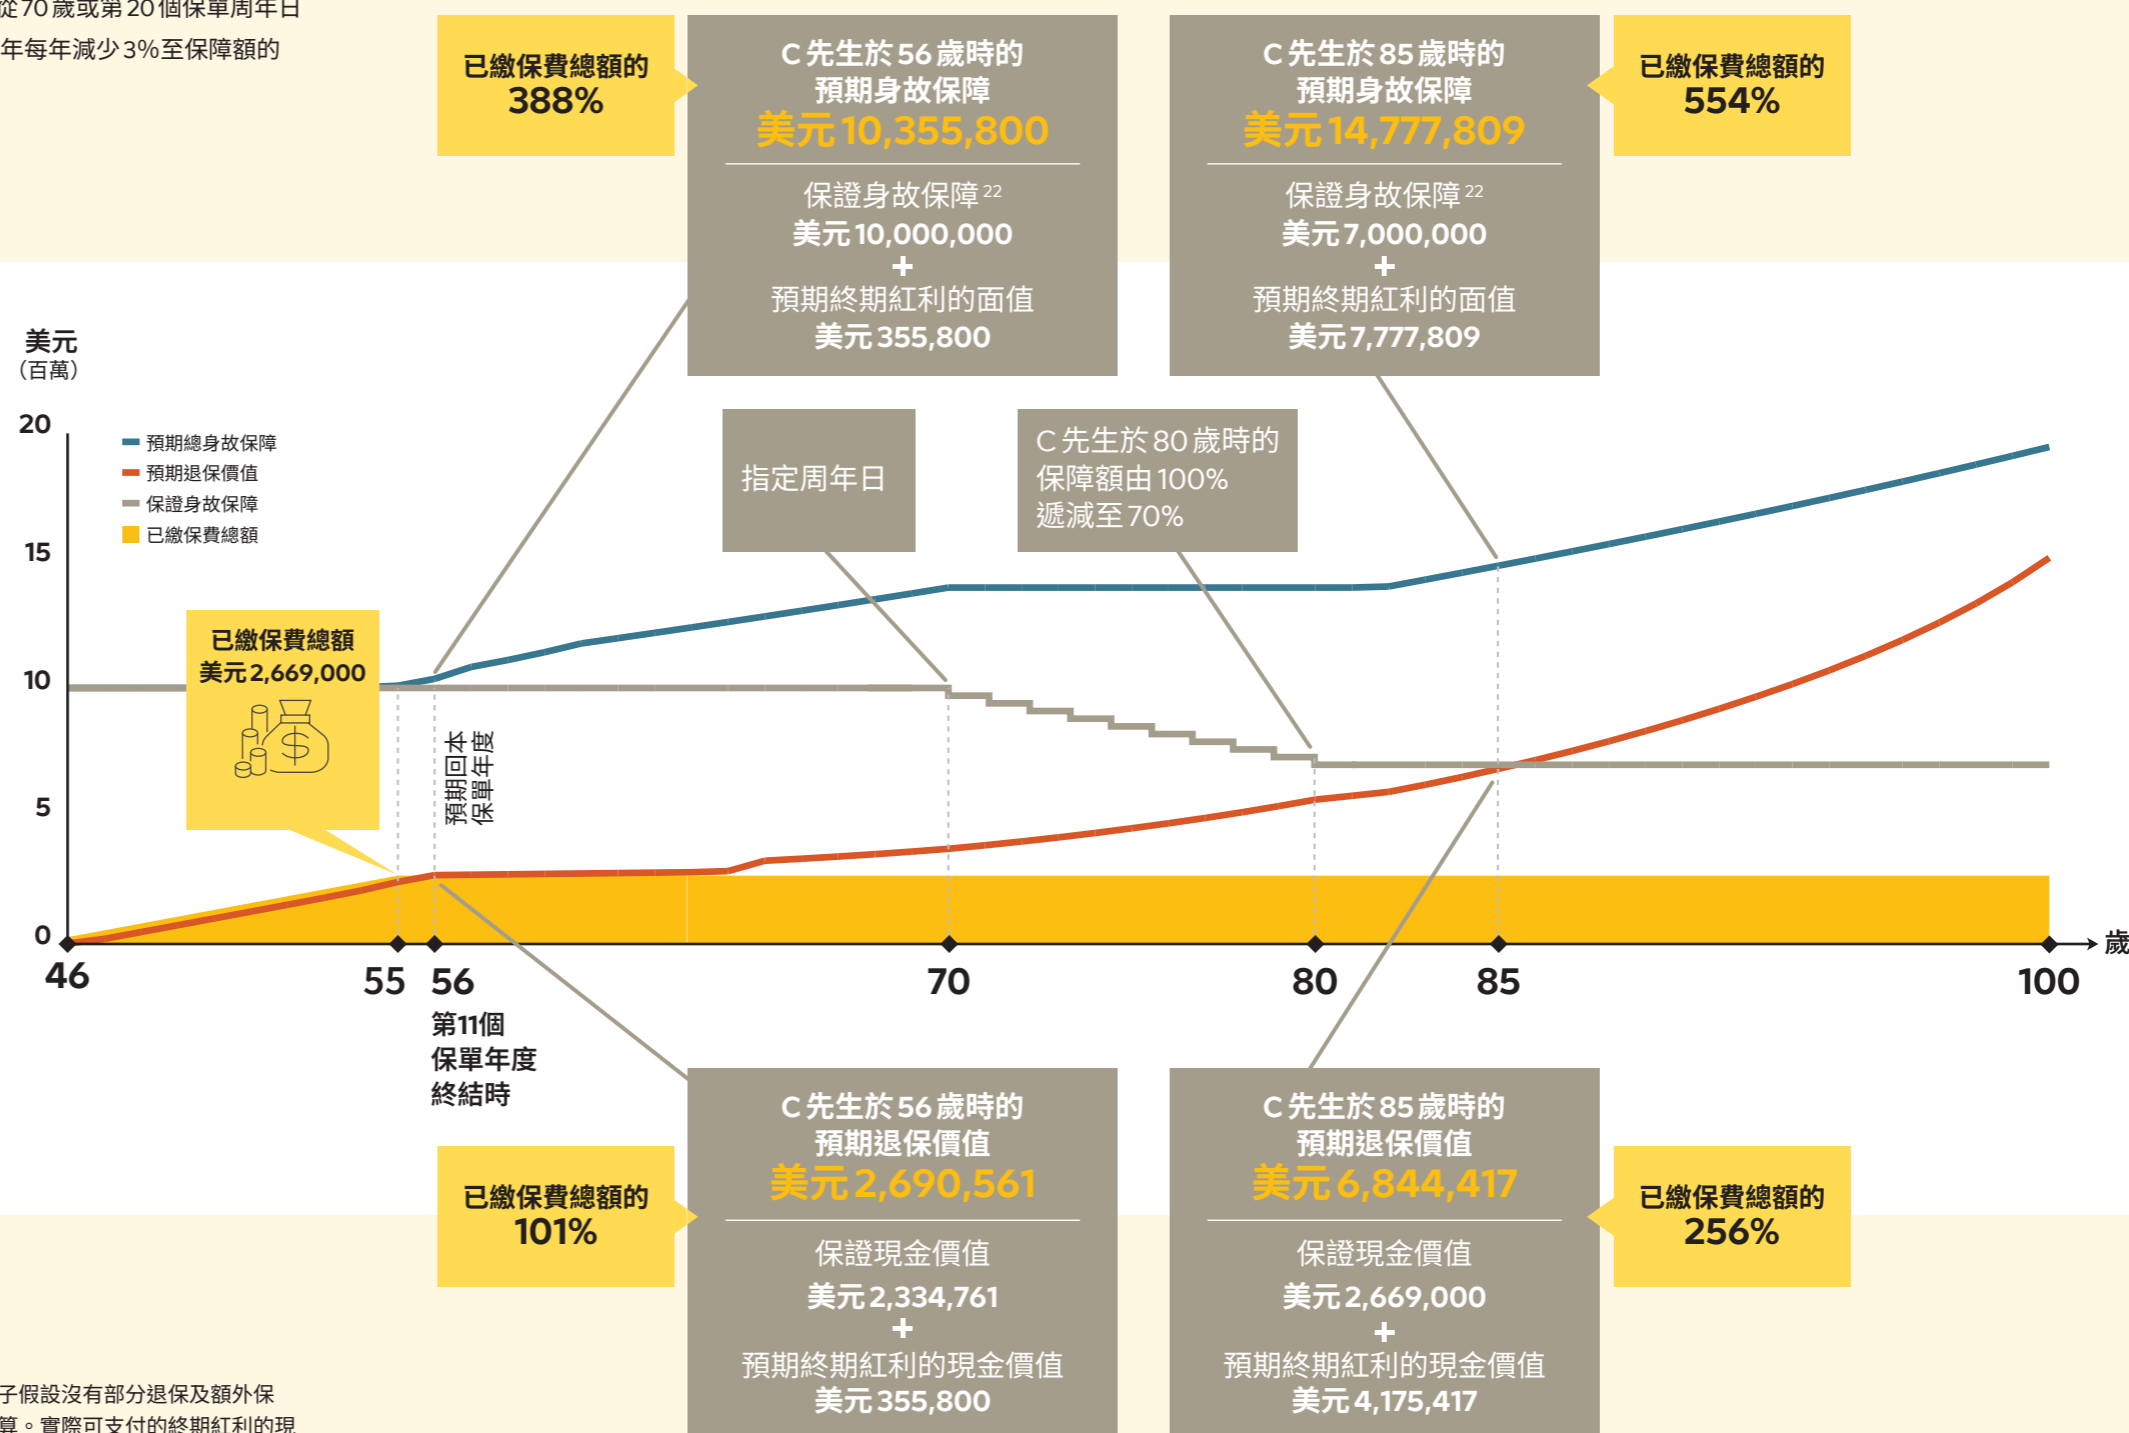 從70歲或第20個保單周年日
年每年減少3%至保障額的
已繳保費總額的
388%
C先生於56歲時的
預期身故保障
美元10,355,800
保證身故保障22
美元10,000,000
+
預期終期紅利的面值
美元355,800
C先生於85歲時的
預期身故保障
美元14,777,809
保證身故保障22
美元7,000,000
+
預期終期紅利的面值
美元7,777,809
已繳保費總額的
554%
美元
(百萬)
20
15
10
5
0
預期總身故保障
預期退保價值
保證身故保障
已繳保費總額
指定周年日
C先生於80歲時的
保障額由100%
遞減至70%
已繳保費總額
美元2,669,000
預期回本
保單年度
46
55
56
70
80
85
100
歲
第11個
保單年度
終結時
已繳保費總額的
101%
C先生於56歲時的
預期退保價值
美元2,690,561
保證現金價值
美元2,334,761
+
預期終期紅利的現金價值
美元355,800
C先生於85歲時的
預期退保價值
美元6,844,417
保證現金價值
美元2,669,000
+
預期終期紅利的現金價值
美元4,175,417
已繳保費總額的
256%
子假設沒有部分退保及額外保
算。實際可支付的終期紅利的現